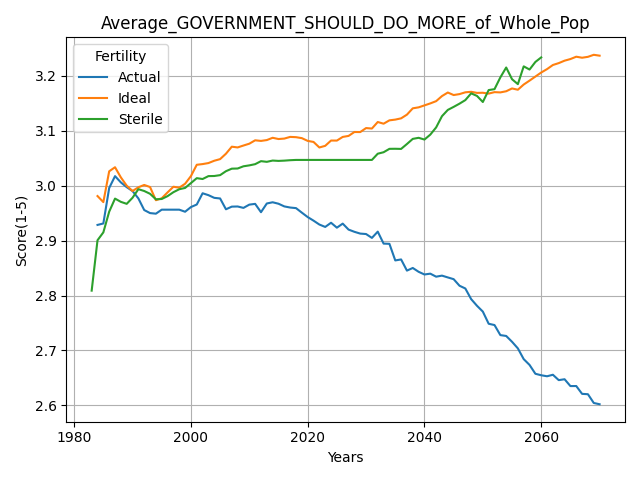 Average_GOVERNMENT_SHOULD_DO_MORE_of_Whole_Pop
Fertility
Actual
Ideal
Sterile
Score(1-5)
3.2
3.1
3.0
2.9
2.8
2.7
2.6
1980
2000
2020
2040
2060
Years